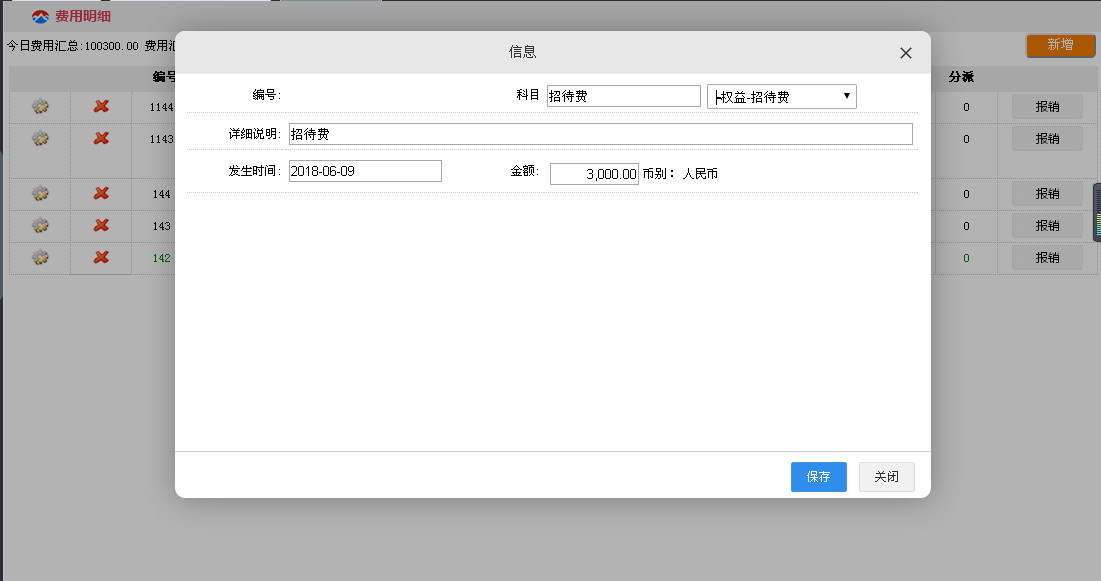 费用明细
今日费用汇总:100300.00 费用汇
新增
编号 分派
1144 0 报销
1143 0 报销
144 0 报销
143 0 报销
142 0 报销
信息
编号: 科目 招待费 ├权益-招待费
详细说明: 招待费
发生时间: 2018-06-09 金额: 3,000.00 币别： 人民币
保存 关闭